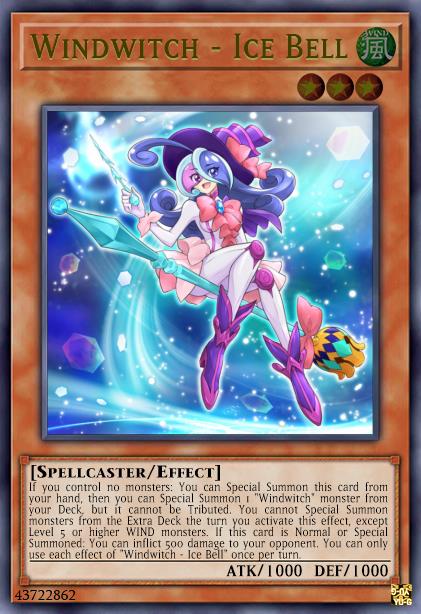 WINDWITCH - ICE BELL
WIND
風
[SPELLCASTER/EFFECT]
If you control no monsters: You can Special Summon this card from
your hand, then you can Special Summon 1 "Windwitch" monster from
your Deck, but it cannot be Tributed. You cannot Special Summon
monsters from the Extra Deck the turn you activate this effect, except
Level 5 or higher WIND monsters. If this card is Normal or Special
Summoned: You can inflict 500 damage to your opponent. You can only
use each effect of "Windwitch - Ice Bell" once per turn.
ATK/1000 DEF/1000
43722862